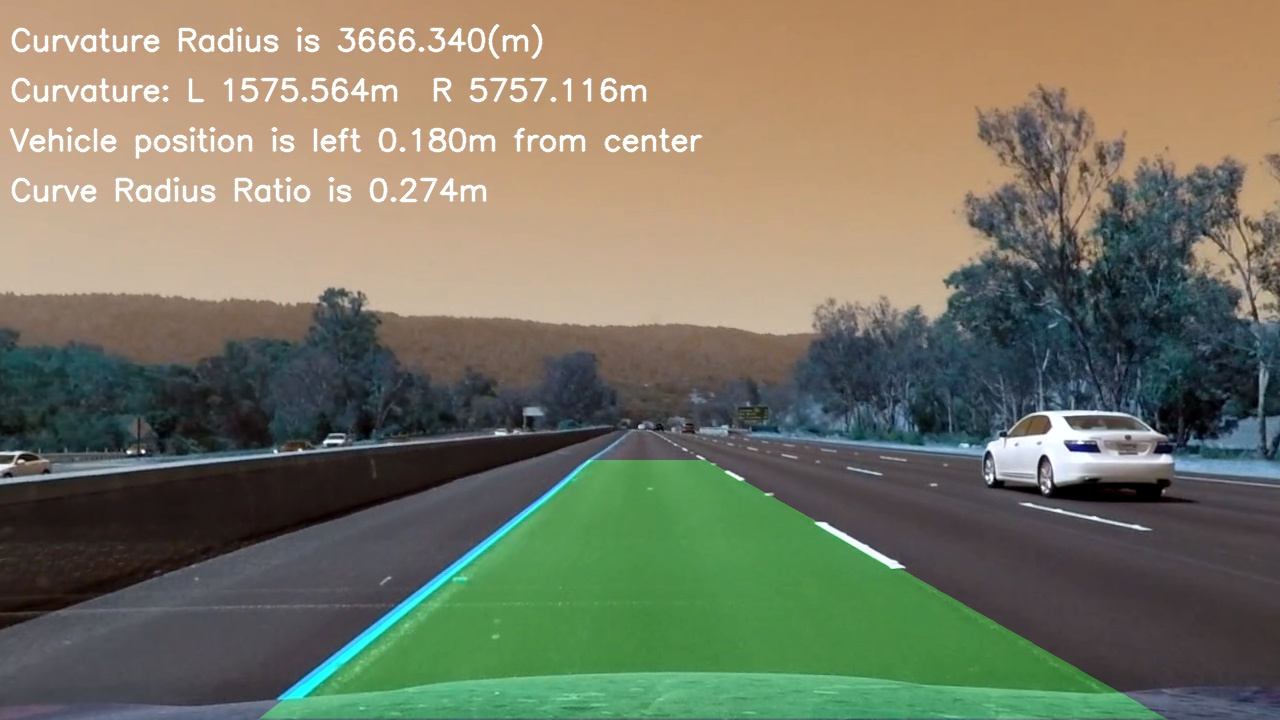 Curvature Radius is 3666.340(m)
Curvature: L 1575.564m R 5757.116m
Vehicle position is left 0.180m from center
Curve Radius Ratio is 0.274m